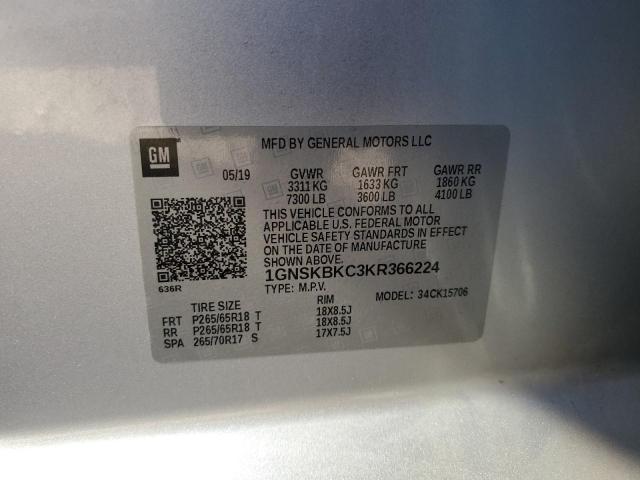 GM
MFD BY GENERAL MOTORS LLC
05/19 GVWR GAWR FRT GAWR RR
3311 KG 1633 KG 1860 KG
7300 LB 3600 LB 4100 LB
THIS VEHICLE CONFORMS TO ALL
APPLICABLE U.S. FEDERAL MOTOR
VEHICLE SAFETY STANDARDS IN EFFECT
ON THE DATE OF MANUFACTURE
SHOWN ABOVE.
636R
1GNSKBKC3KR366224
TYPE: M.P.V. MODEL: 34CK15706
TIRE SIZE RIM
FRT P265/65R18 T 18X8.5J
RR P265/65R18 T 18X8.5J
SPA 265/70R17 S 17X7.5J